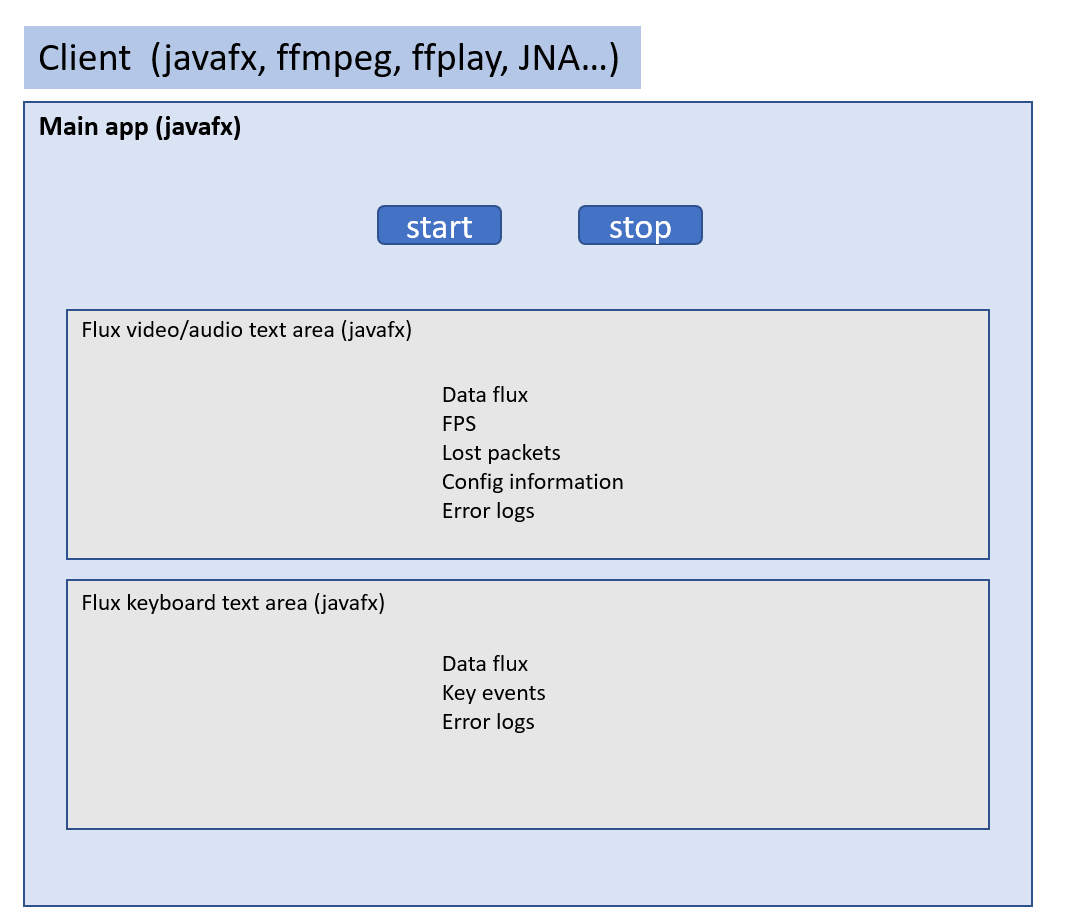 Client (javafx, ffmpeg, ffplay, JNA...)
Main app (javafx)
start stop
Flux video/audio text area (javafx)
Data flux
FPS
Lost packets
Config information
Error logs
Flux keyboard text area (javafx)
Data flux
Key events
Error logs